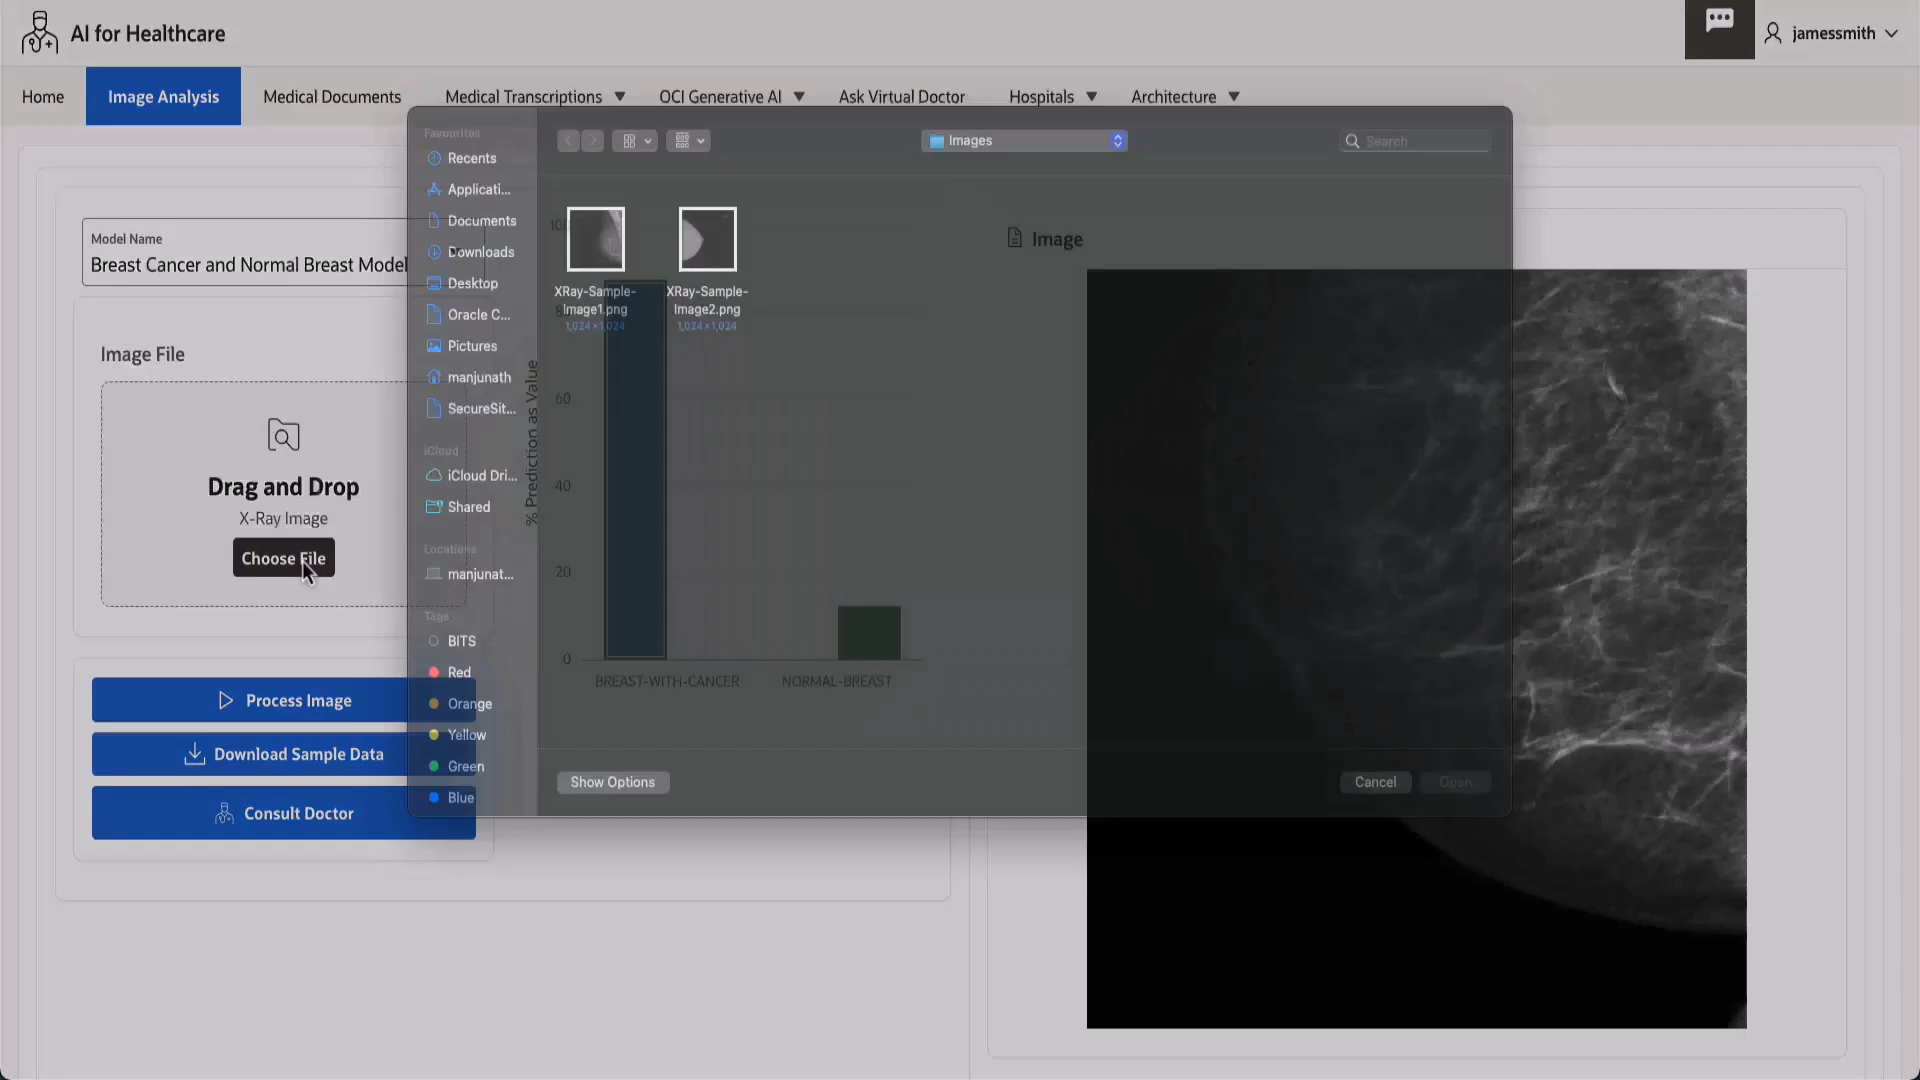 AI for Healthcare
jamessmith
Home
Image Analysis
Medical Documents
Medical Transcriptions
OCI Generative AI
Ask Virtual Doctor
Hospitals
Architecture
Model Name
Breast Cancer and Normal Breast Model
Image File
Drag and Drop
X-Ray Image
Choose File
Process Image
Download Sample Data
Consult Doctor
Favourites
Recents
Applicati...
Documents
Downloads
Desktop
Oracle C...
Pictures
manjunath
SecureSit...
iCloud
iCloud Dri...
Shared
Locations
manjunat...
Tags
BITS
Red
Orange
Yellow
Green
Blue
Images
Search
XRay-Sample-
Image1.png
1,024×1,024
XRay-Sample-
Image2.png
1,024×1,024
% Prediction as Value
60
40
20
0
BREAST-WITH-CANCER
NORMAL-BREAST
Image
Show Options
Cancel
Open